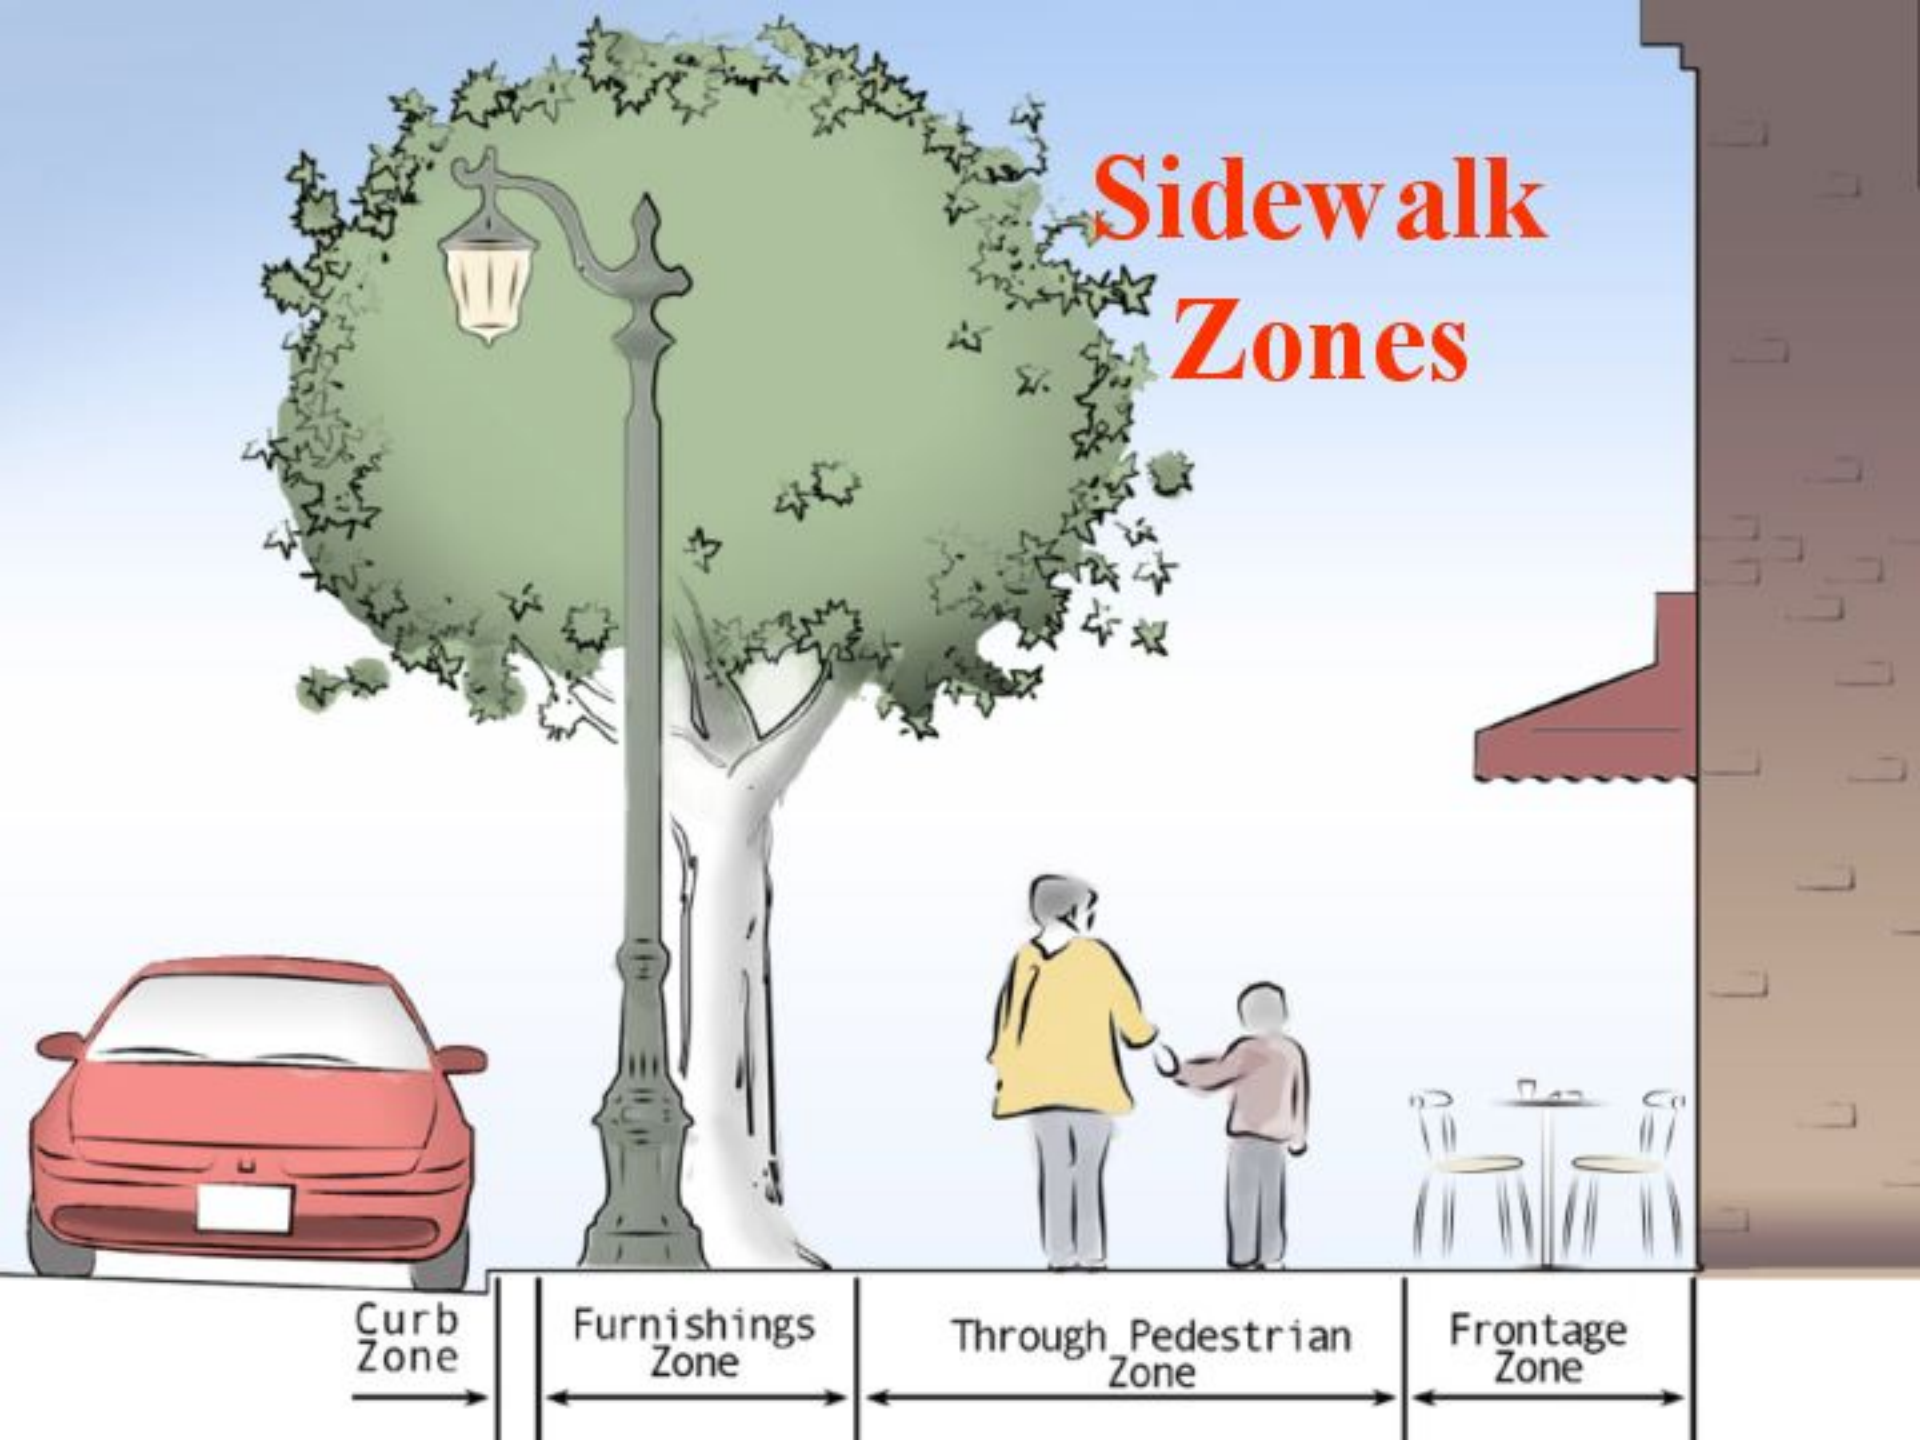 Sidewalk
Zones
Curb
Zone
Furnishings
Zone
Through Pedestrian
Zone
Frontage
Zone